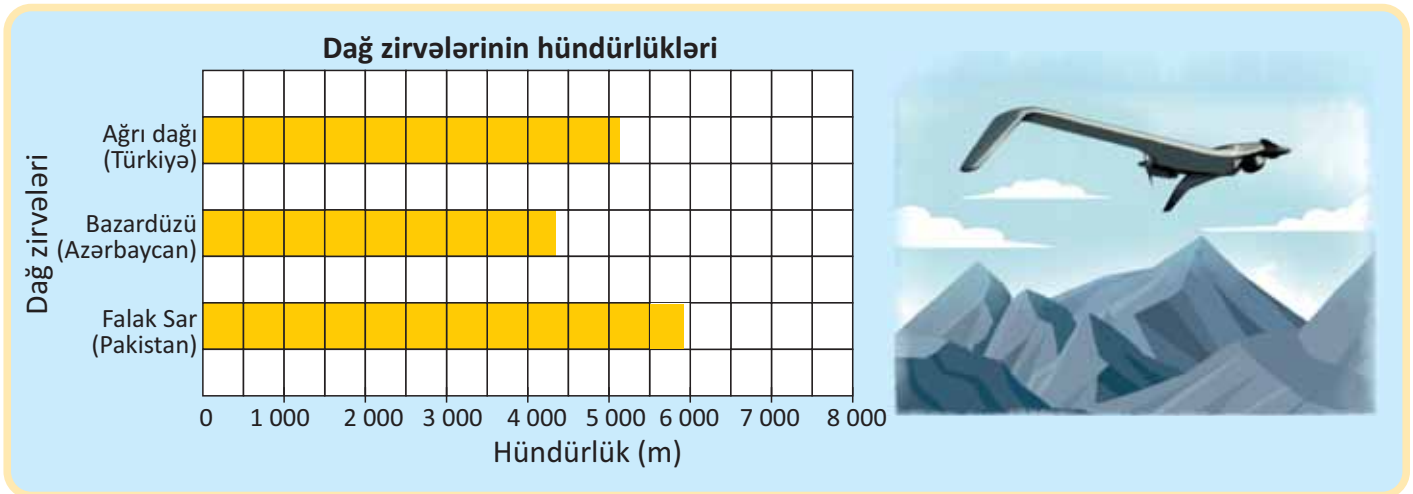 Dağ zirvələrinin hündürlükləri
Dağ zirvələri
Ağrı dağı
(Türkiyə)
Bazardüzü
(Azərbaycan)
Falak Sar
(Pakistan)
0 1 000 2 000 3 000 4 000 5 000 6 000 7 000 8 000
Hündürlük (m)